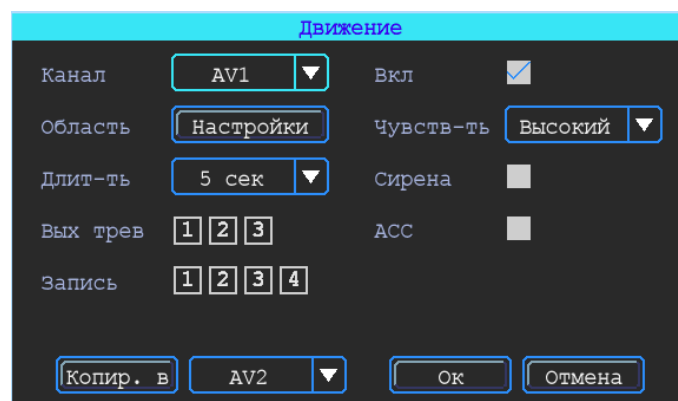 Движение
Канал AV1 Вкл
Область Настройки Чувств-ть Высокий
Длит-ть 5 сек Сирена
Вых трев 1 2 3 ACC
Запись 1 2 3 4
Копир. в AV2 Ок Отмена